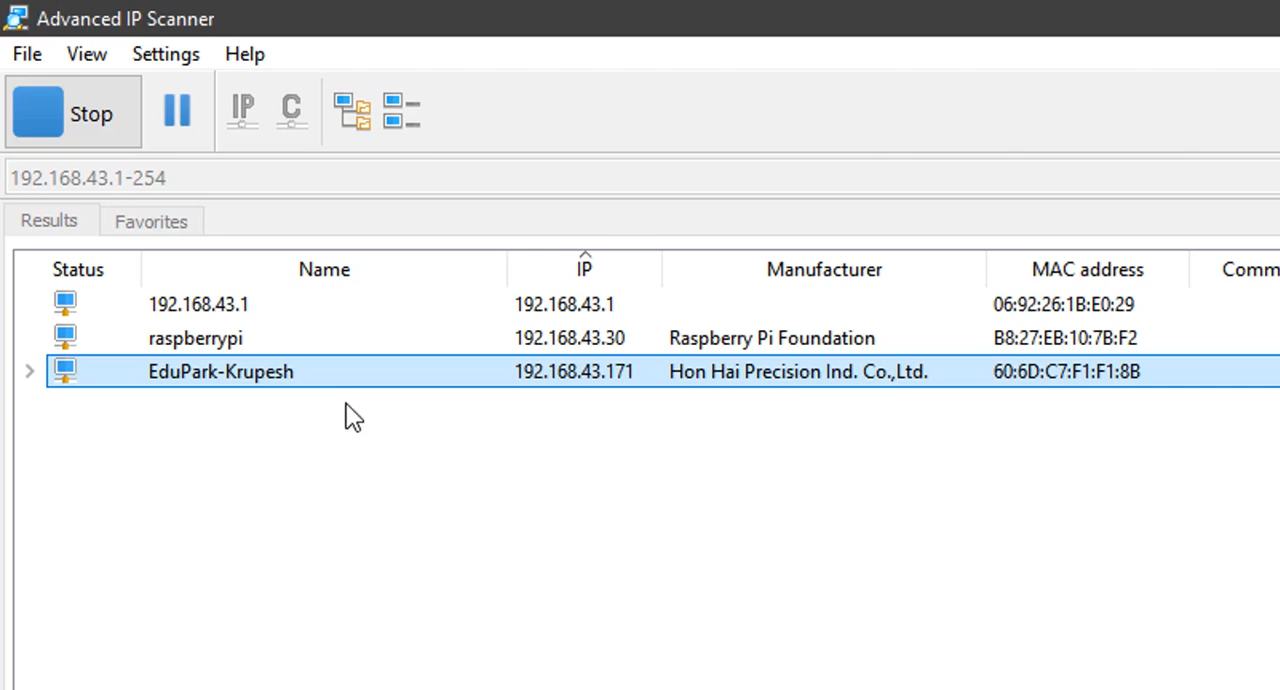 Advanced IP Scanner
File View Settings Help
Stop IP C
192.168.43.1-254
Results Favorites
Status Name IP Manufacturer MAC address Comm
192.168.43.1 192.168.43.1 06:92:26:1B:E0:29
raspberrypi 192.168.43.30 Raspberry Pi Foundation B8:27:EB:10:7B:F2
EduPark-Krupesh 192.168.43.171 Hon Hai Precision Ind. Co.,Ltd. 60:6D:C7:F1:F1:8B